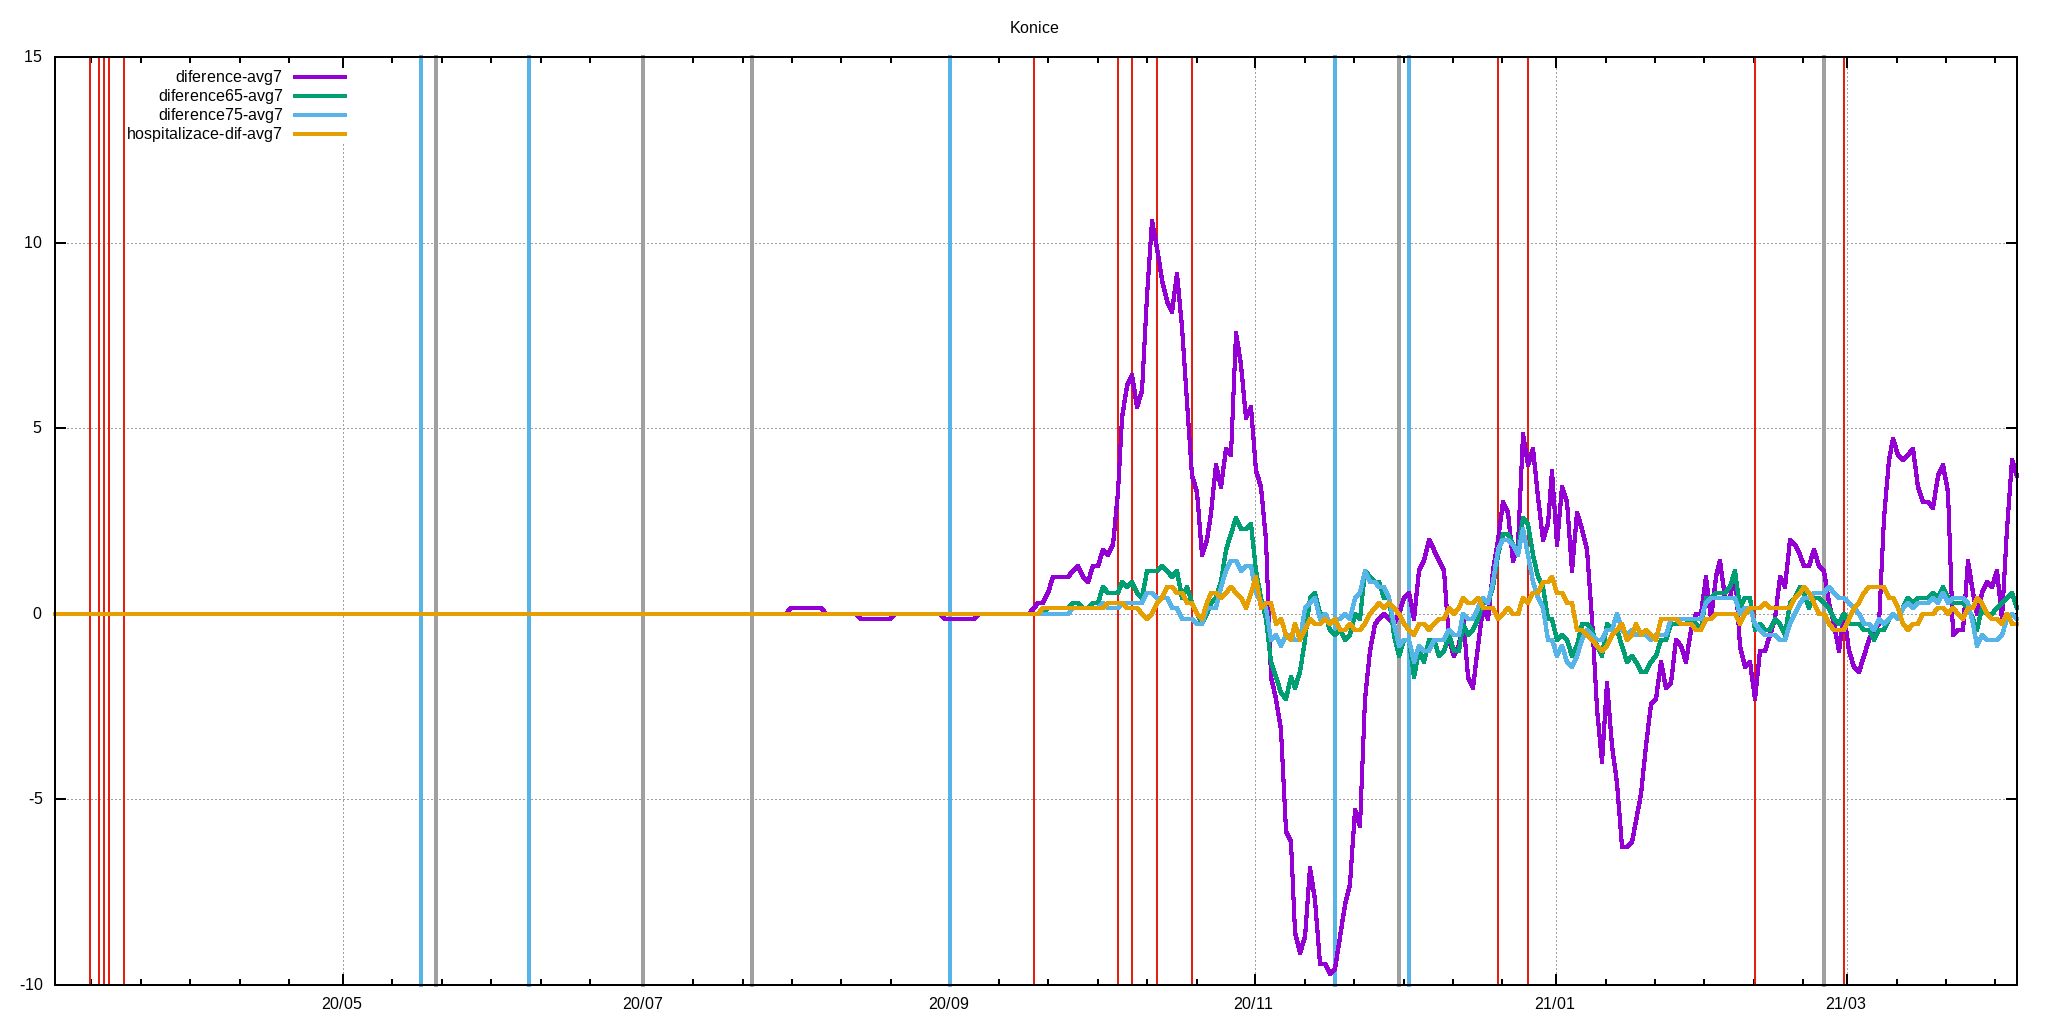 Konice
15
diference-avg7
diference65-avg7
diference75-avg7
hospitalizace-dif-avg7
10
5
0
-5
-10
20/05 20/07 20/09 20/11 21/01 21/03